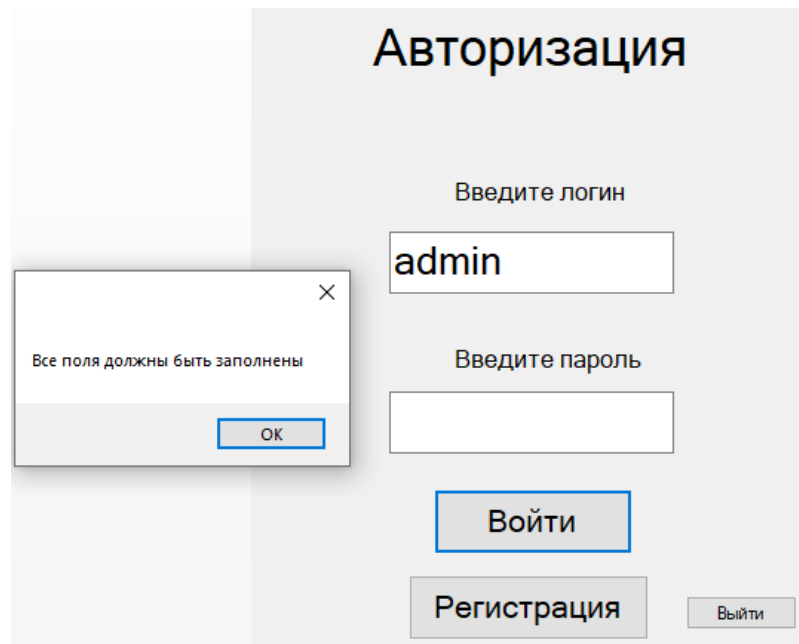 Авторизация
Введите логин
admin
Все поля должны быть заполнены
OK
Введите пароль
Войти
Регистрация
Выйти